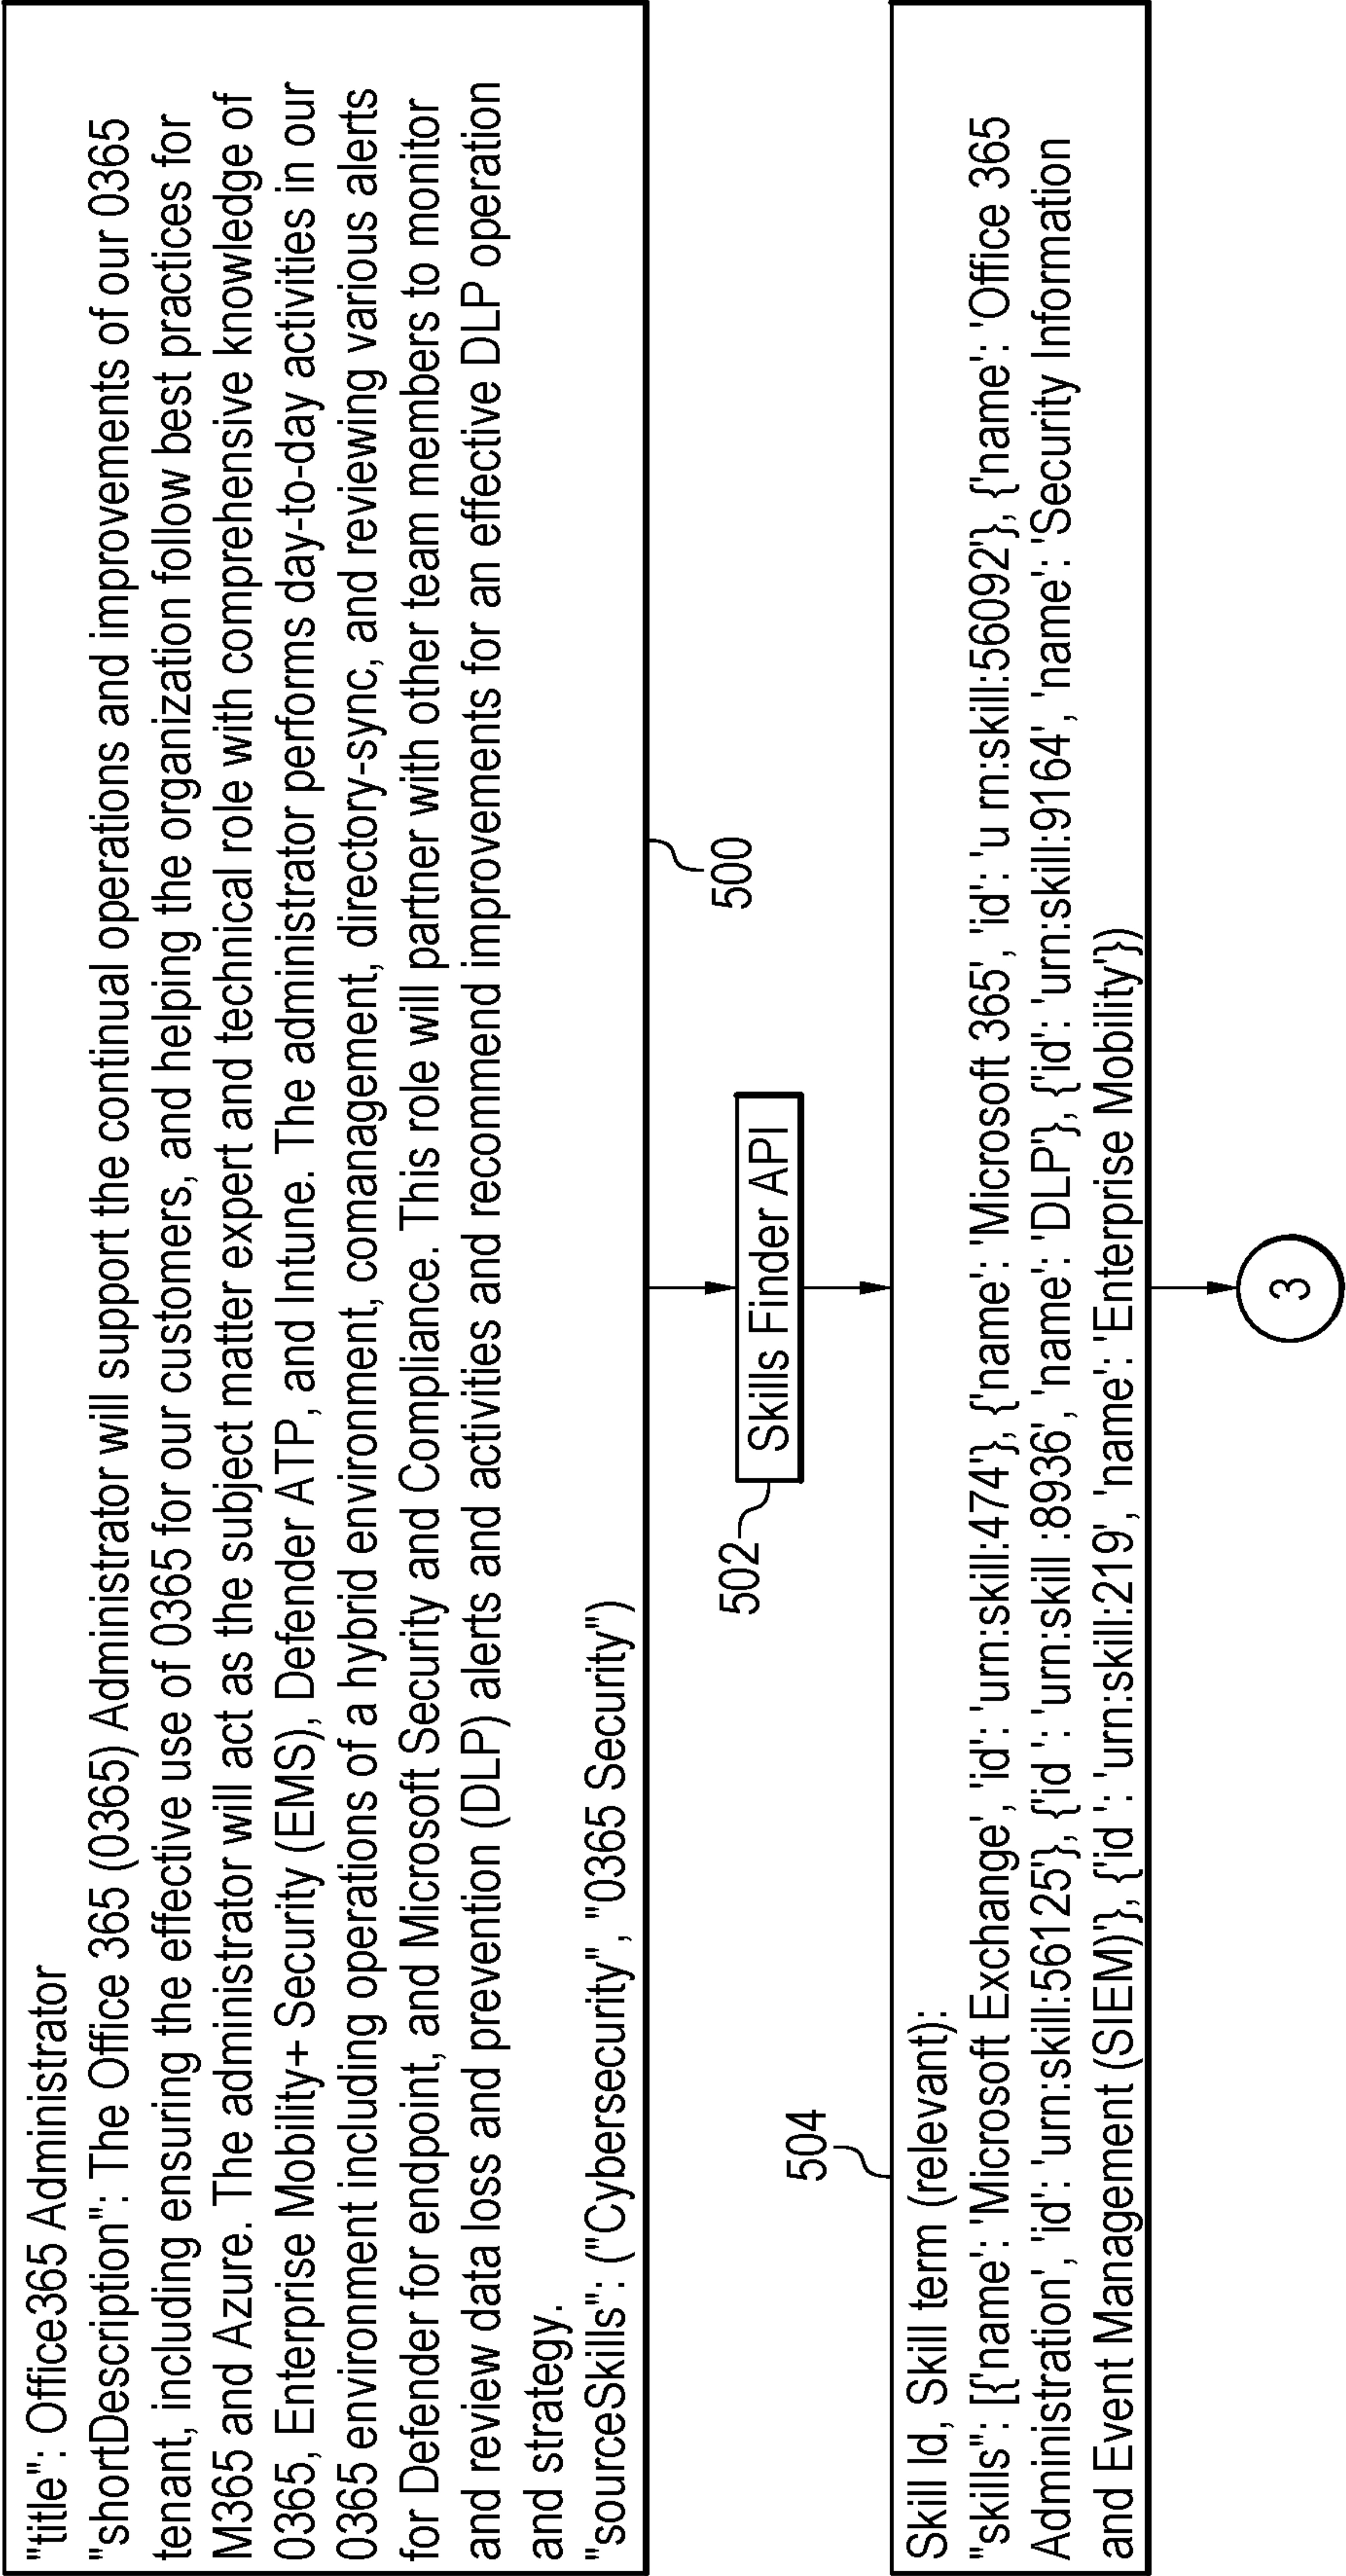 "title": Office365 Administrator
"shortDescription": The Office 365 (0365) Administrator will support the continual operations and improvements of our 0365
tenant, including ensuring the effective use of 0365 for our customers, and helping the organization follow best practices for
M365 and Azure. The administrator will act as the subject matter expert and technical role with comprehensive knowledge of
0365, Enterprise Mobility+ Security (EMS), Defender ATP, and Intune. The administrator performs day-to-day activities in our
0365 environment including operations of a hybrid environment, comanagement, directory-sync, and reviewing various alerts
for Defender for endpoint, and Microsoft Security and Compliance. This role will partner with other team members to monitor
and review data loss and prevention (DLP) alerts and activities and recommend improvements for an effective DLP operation
and strategy.
"sourceSkills": ("Cybersecurity", "0365 Security")
500
502
Skills Finder API
504
Skill Id, Skill term (relevant):
"skills": [{'name': 'Microsoft Exchange', 'id': 'urn:skill:474'}, {'name': 'Microsoft 365', 'id': 'u rn:skill:56092'}, {'name': 'Office 365
Administration', 'id': 'urn:skill:56125'}, {'id' : 'urn:skill :8936', 'name': 'DLP'}, {'id': 'urn:skill:9164', 'name': 'Security Information
and Event Management (SIEM)'}, {'id ': 'urn:skill:219', 'name': 'Enterprise Mobility'})
3